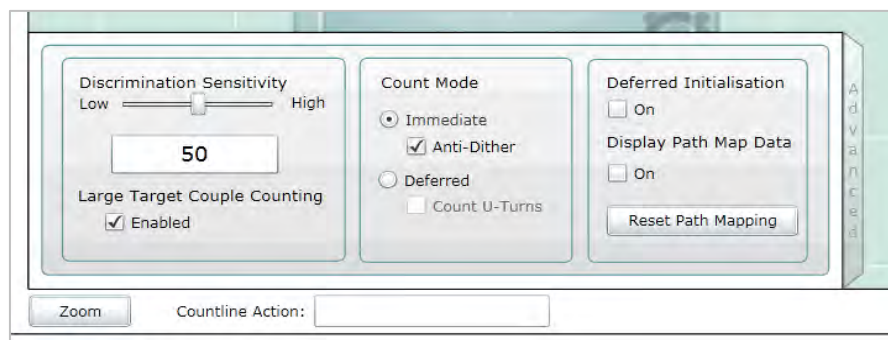 Discrimination Sensitivity
Low High
50
Large Target Couple Counting
Enabled
Count Mode
Immediate
Anti-Dither
Deferred
Count U-Turns
Deferred Initialisation
On
Display Path Map Data
On
Reset Path Mapping
Advanced
Zoom Countline Action: